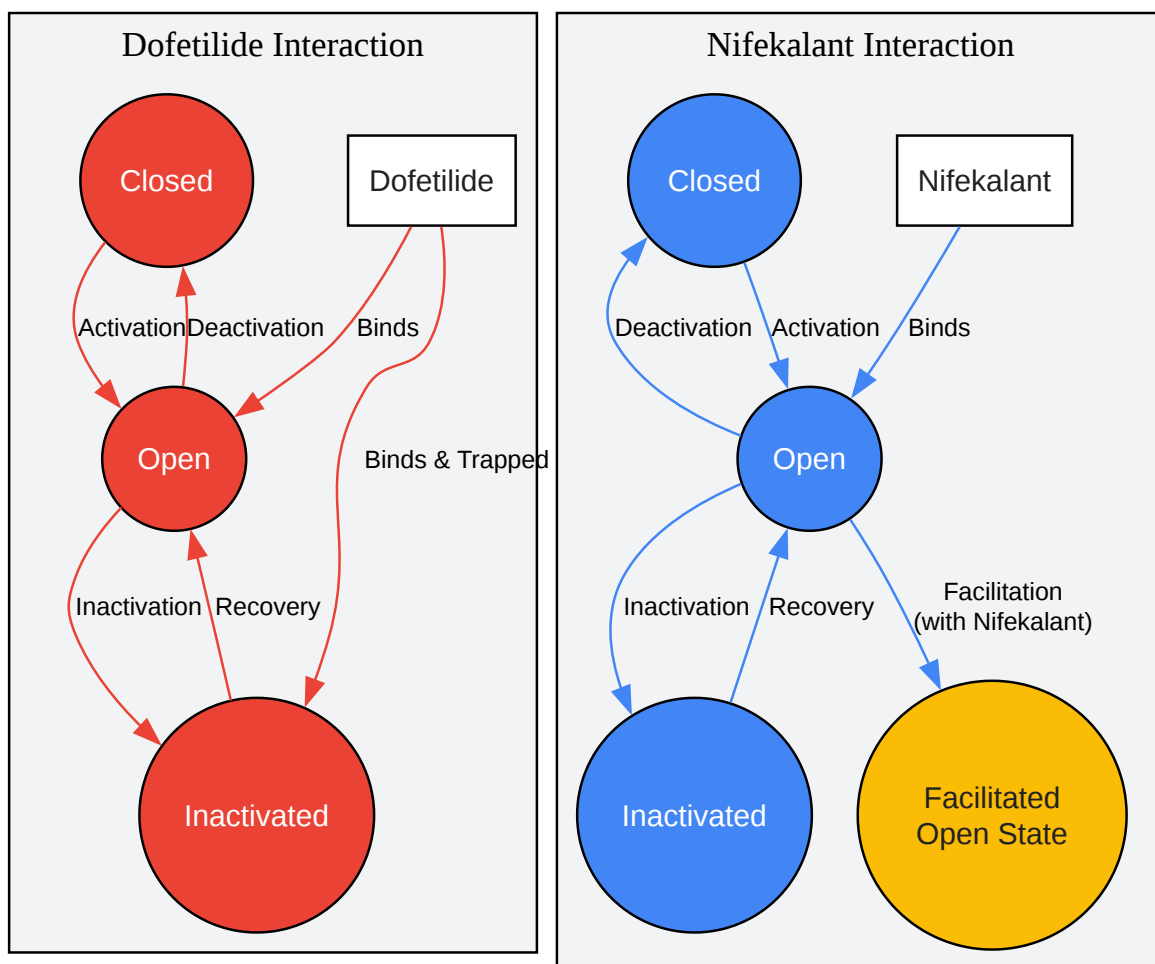 Dofetilide Interaction
Closed
Dofetilide
Activation
Deactivation
Binds
Open
Binds & Trapped
Inactivation
Recovery
Inactivated
Nifekalant Interaction
Closed
Nifekalant
Deactivation
Activation
Binds
Open
Inactivation
Recovery
Facilitation
(with Nifekalant)
Inactivated
Facilitated
Open State